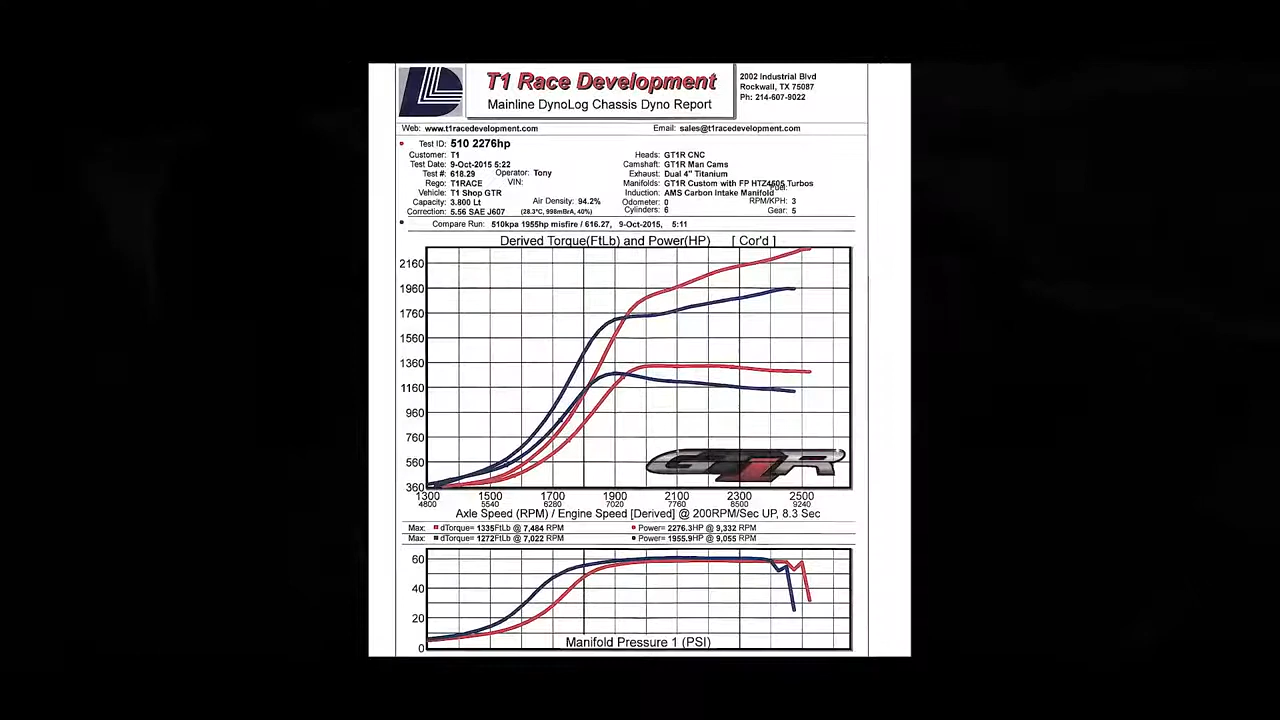 T1 Race Development
Mainline DynoLog Chassis Dyno Report
2002 Industrial Blvd
Rockwall, TX 75087
Ph: 214-607-9022
Web: www.t1racedevelopment.com Email: sales@t1racedevelopment.com
Test ID: 510 2276hp
Customer: T1 Heads: GT1R CNC
Test Date: 9-Oct-2015 5:22 Camshaft: GT1R Man Cams
Test #: 618.29 Operator: Tony Exhaust: Dual 4" Titanium
Rego: T1RACE VIN: Manifolds: GT1R Custom with FP HTZ4505 Turbos
Fuel:
Vehicle: T1 Shop GTR Induction: AMS Carbon Intake Manifold
Capacity: 3.800 Lt Air Density: 94.2% Odometer: 0 RPM/KPH: 3
Correction: 5.56 SAE J607 (28.3°C, 998mBrA, 40%) Cylinders: 6 Gear: 5
Compare Run: 510kpa 1955hp misfire / 616.27, 9-Oct-2015, 5:11
Derived Torque(FtLb) and Power(HP) [ Cor'd ]
2160
1960
1760
1560
1360
1160
960
760
560
360
GT1R
1300 1500 1700 1900 2100 2300 2500
4800 5540 6280 7020 7760 8500 9240
Axle Speed (RPM) / Engine Speed [Derived] @ 200RPM/Sec UP, 8.3 Sec
Max: dTorque= 1335FtLb @ 7,484 RPM Power= 2276.3HP @ 9,332 RPM
Max: dTorque= 1272FtLb @ 7,022 RPM Power= 1955.9HP @ 9,055 RPM
60
40
20
0
Manifold Pressure 1 (PSI)